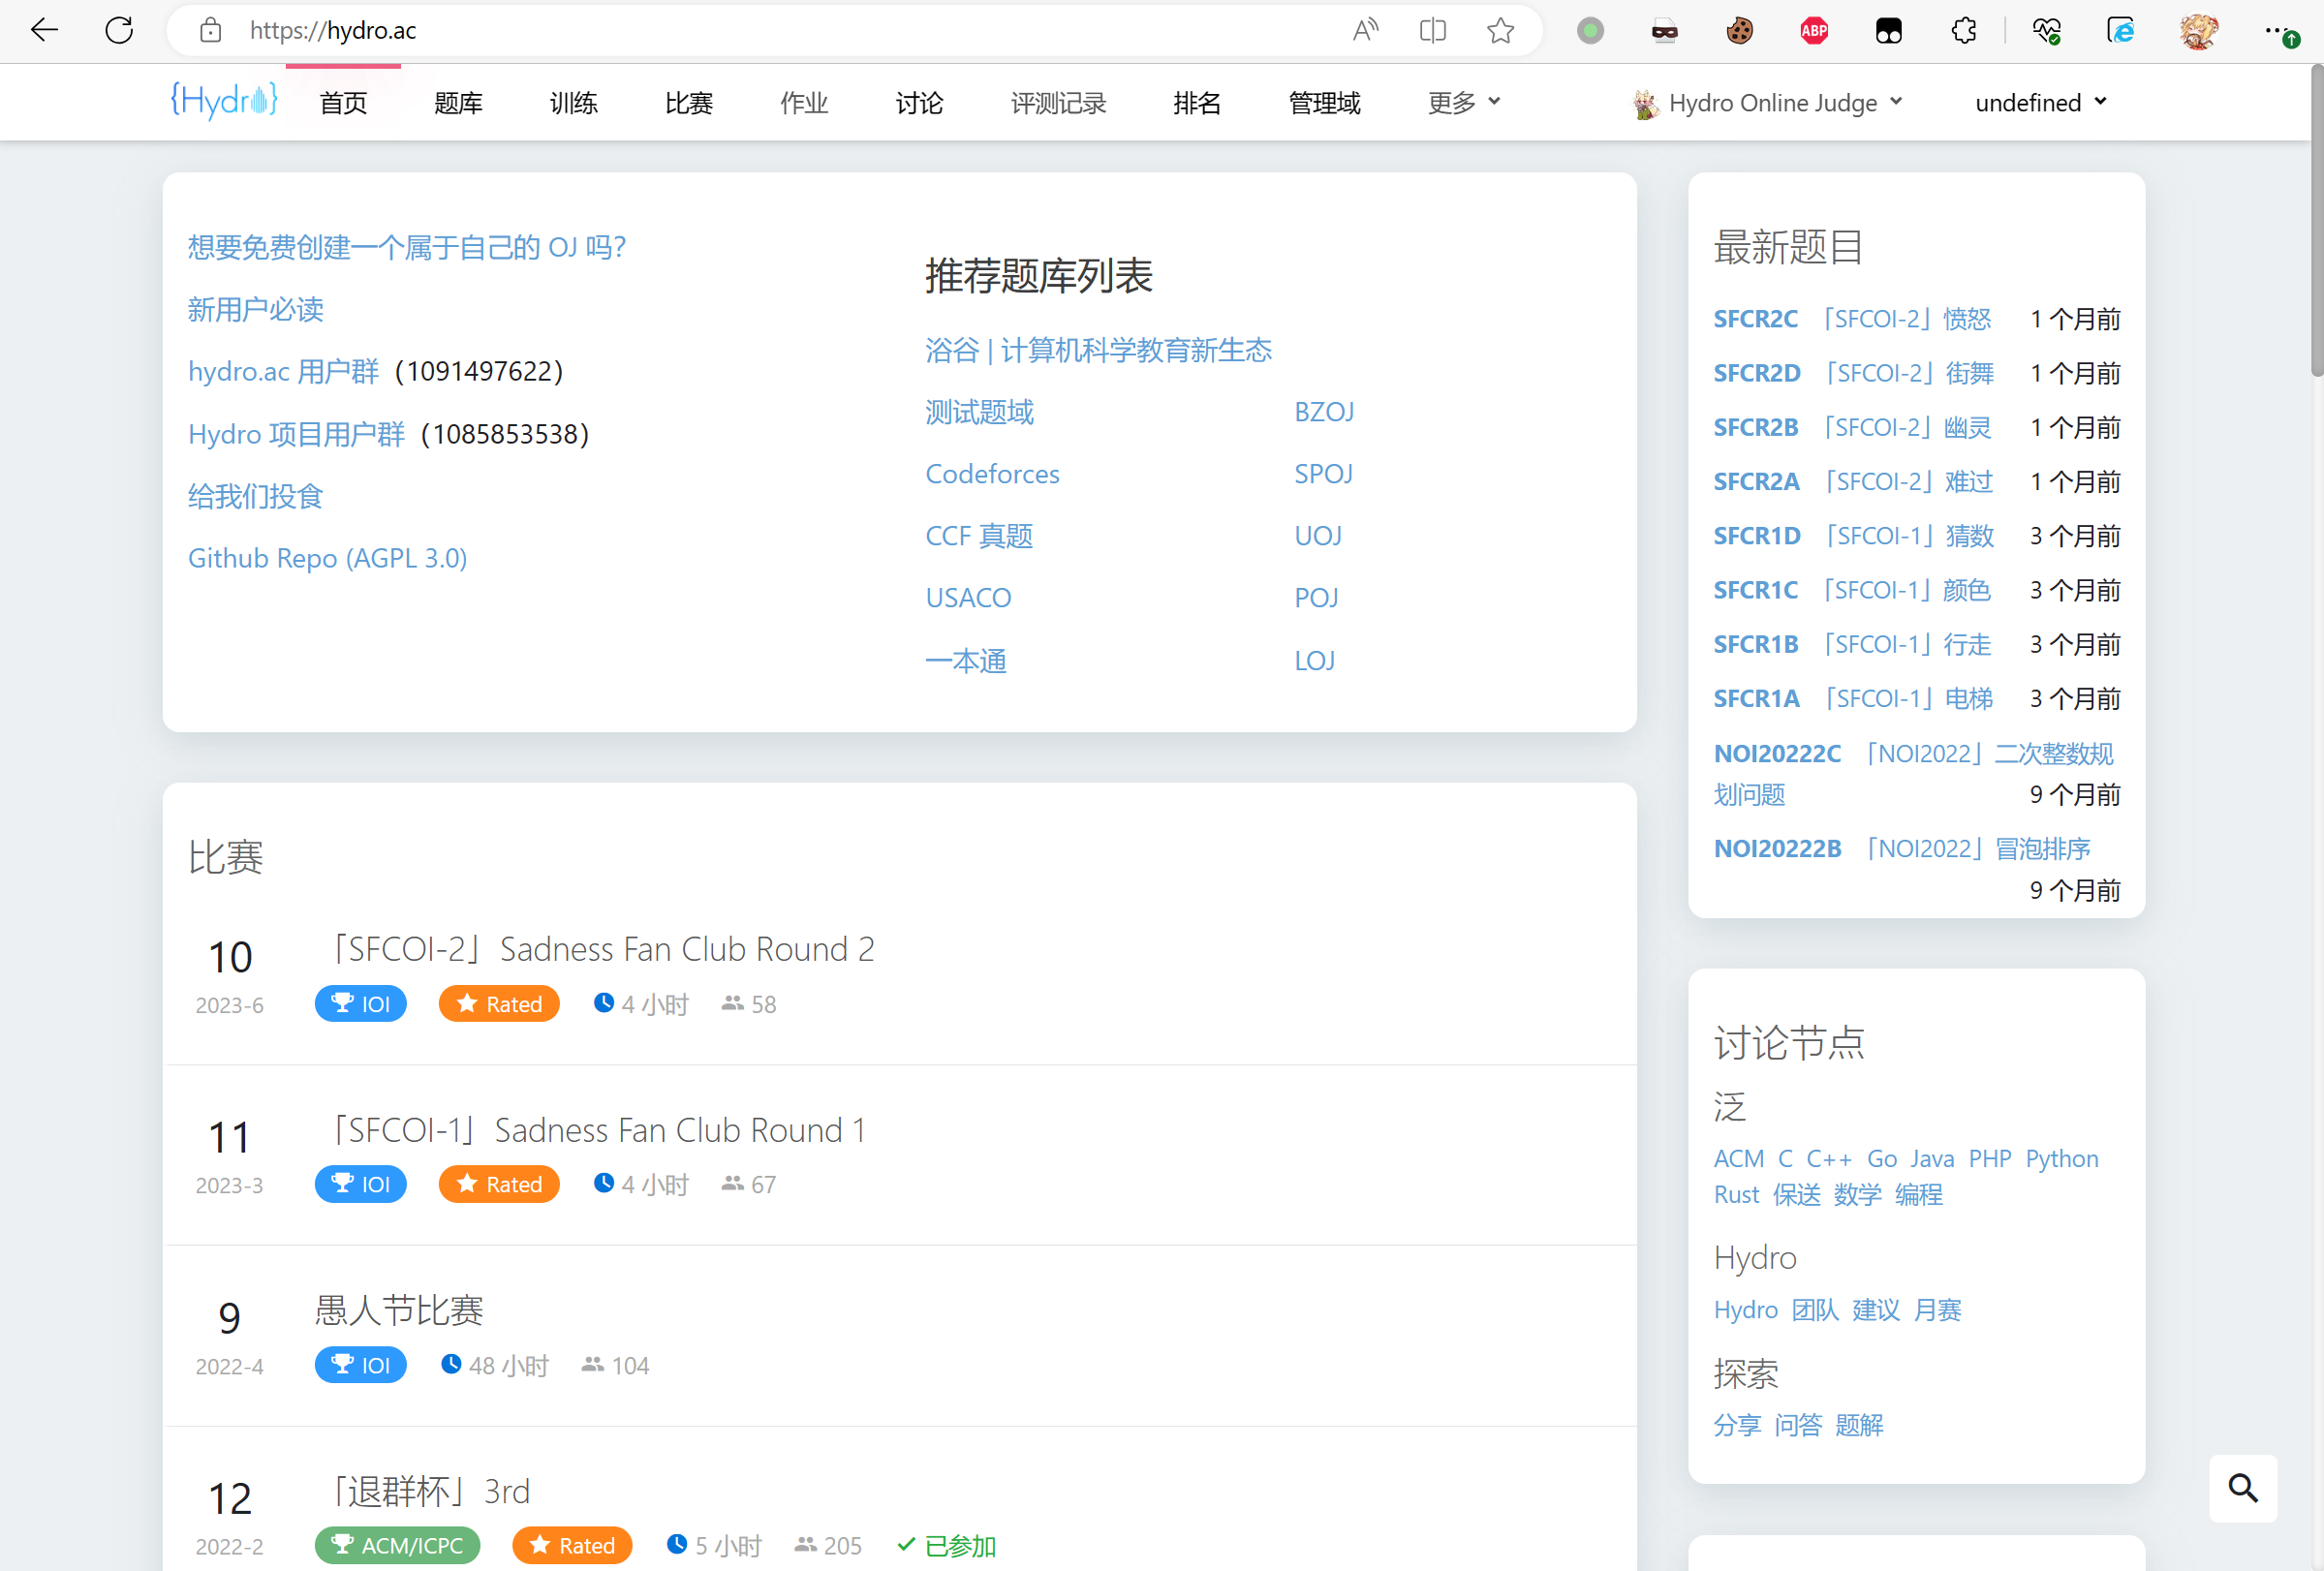 https://hydro.ac
ABP
{Hydro} 首页 题库 训练 比赛 作业 讨论 评测记录 排名 管理域 更多 Hydro Online Judge undefined
想要免费创建一个属于自己的 OJ 吗?
新用户必读
hydro.ac 用户群（1091497622）
Hydro 项目用户群（1085853538）
给我们投食
Github Repo (AGPL 3.0)
推荐题库列表
洛谷 | 计算机科学教育新生态
测试题域 BZOJ
Codeforces SPOJ
CCF 真题 UOJ
USACO POJ
一本通 LOJ
比赛
10 「SFCOI-2」Sadness Fan Club Round 2
2023-6 IOI Rated 4 小时 58
11 「SFCOI-1」Sadness Fan Club Round 1
2023-3 IOI Rated 4 小时 67
9 愚人节比赛
2022-4 IOI 48 小时 104
12 「退群杯」3rd
2022-2 ACM/ICPC Rated 5 小时 205 已参加
最新题目
SFCR2C 「SFCOI-2」愤怒 1 个月前
SFCR2D 「SFCOI-2」街舞 1 个月前
SFCR2B 「SFCOI-2」幽灵 1 个月前
SFCR2A 「SFCOI-2」难过 1 个月前
SFCR1D 「SFCOI-1」猜数 3 个月前
SFCR1C 「SFCOI-1」颜色 3 个月前
SFCR1B 「SFCOI-1」行走 3 个月前
SFCR1A 「SFCOI-1」电梯 3 个月前
NOI20222C 「NOI2022」二次整数规
划问题 9 个月前
NOI20222B 「NOI2022」冒泡排序
9 个月前
讨论节点
泛
ACM C C++ Go Java PHP Python
Rust 保送 数学 编程
Hydro
Hydro 团队 建议 月赛
探索
分享 问答 题解